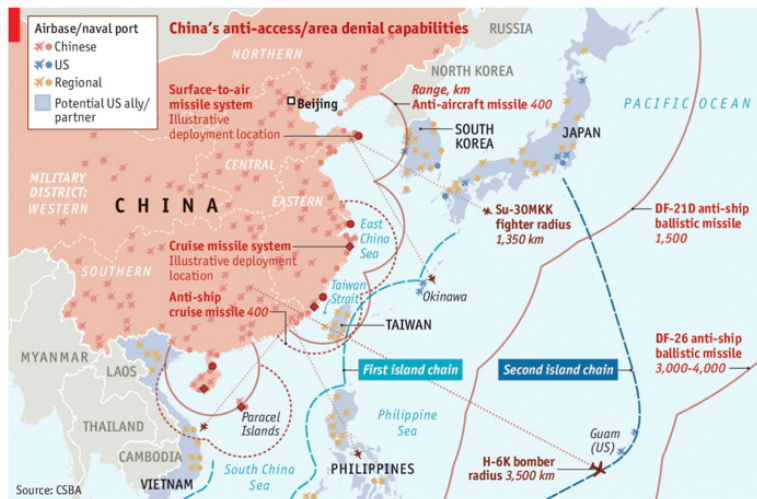 China's anti-access/area denial capabilities
Airbase/naval port
Chinese
US
Regional
Potential US ally/
partner
RUSSIA
NORTHERN
NORTH KOREA
Surface-to-air
missile system
Illustrative
deployment location
Beijing
Range, km
Anti-aircraft missile 400
PACIFIC OCEAN
SOUTH
KOREA
JAPAN
CENTRAL
MILITARY
DISTRICT:
WESTERN
EASTERN
CHINA
Su-30MKK
fighter radius
1,350 km
DF-21D anti-ship
ballistic missile
1,500
East
China
Sea
Cruise missile system
Illustrative deployment
location
SOUTHERN
Taiwan
Strait
Okinawa
Anti-ship
cruise missile 400
TAIWAN
DF-26 anti-ship
ballistic missile
3,000-4,000
MYANMAR
LAOS
First island chain
Second island chain
THAILAND
Paracel
Islands
Philippine
Sea
Guam
(US)
CAMBODIA
VIETNAM
South China
Sea
PHILIPPINES
H-6K bomber
radius 3,500 km
Source: CSBA